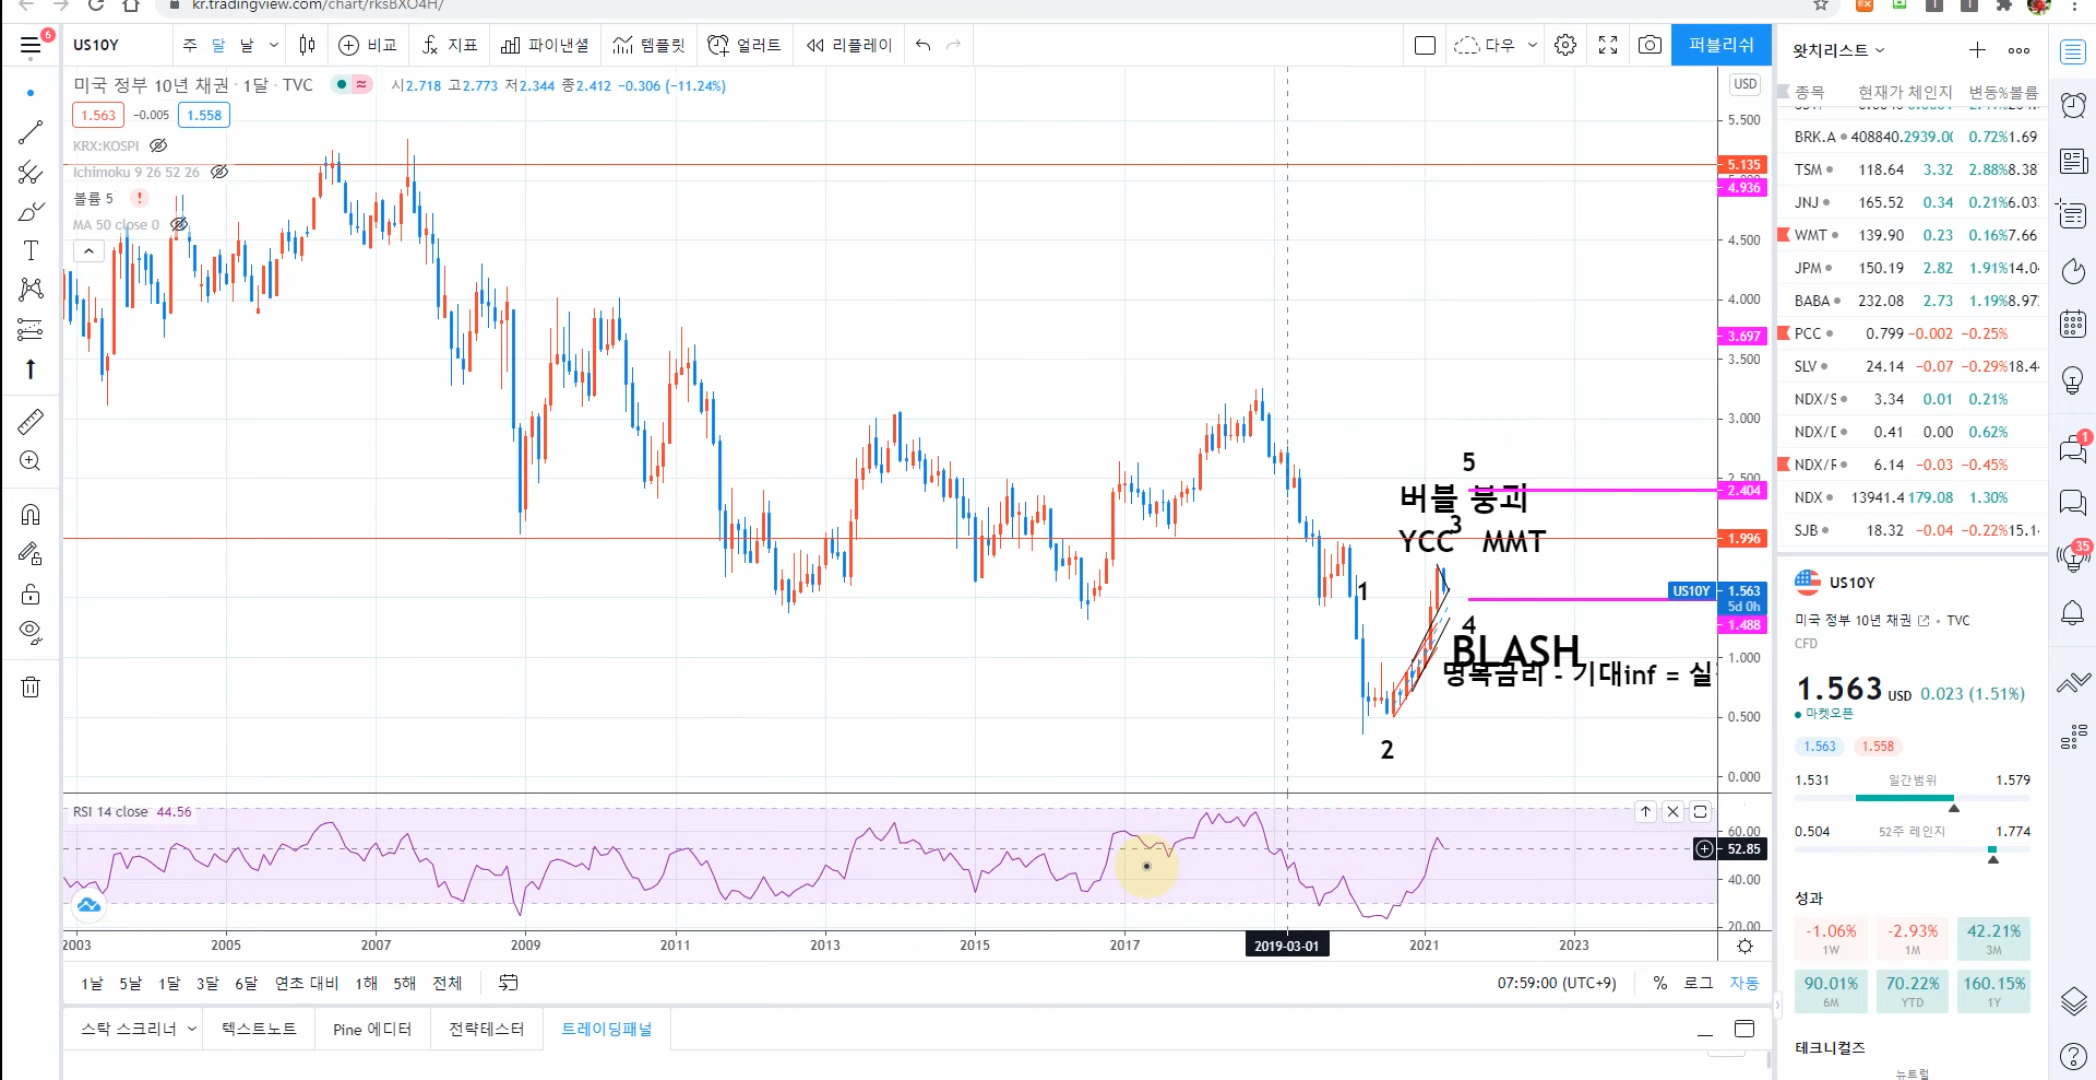 kr.tradingview.com/chart/rksBXO4H/
6
US10Y
주 달 날
비교
지표
파이낸셜
템플릿
얼러트
리플레이
다우
퍼블리쉬
미국 정부 10년 채권 · 1달 · TVC
시2.718 고2.773 저2.344 종2.412 -0.306 (-11.24%)
1.563 -0.005 1.558
KRX:KOSPI
Ichimoku 9 26 52 26
볼륨 5
MA 50 close 0
USD
5.500
5.135
4.936
4.500
4.000
3.697
3.500
3.000
2.404
1.996
US10Y 1.563
5d 0h
1.488
1.000
0.500
0.000
5
버블 붕괴
3
YCC MMT
1
4
BLASH
명목금리 - 기대inf = 실
2
RSI 14 close 44.56
60.00
52.85
40.00
20.00
2003 2005 2007 2009 2011 2013 2015 2017 2019-03-01 2021 2023
1날 5날 1달 3달 6달 연초 대비 1해 5해 전체
07:59:00 (UTC+9) % 로그 자동
스탁 스크리너 텍스트노트 Pine 에디터 전략테스터 트레이딩패널
왓치리스트
종목 현재가 체인지 변동% 볼륨
BRK.A 408840. 2939.00 0.72% 1.69
TSM 118.64 3.32 2.88% 8.38
JNJ 165.52 0.34 0.21% 6.03
WMT 139.90 0.23 0.16% 7.66
JPM 150.19 2.82 1.91% 14.0
BABA 232.08 2.73 1.19% 8.97
PCC 0.799 -0.002 -0.25%
SLV 24.14 -0.07 -0.29% 18.4
NDX/S 3.34 0.01 0.21%
NDX/E 0.41 0.00 0.62%
NDX/F 6.14 -0.03 -0.45%
NDX 13941.4 179.08 1.30%
SJB 18.32 -0.04 -0.22% 15.1
US10Y
미국 정부 10년 채권 · TVC
CFD
1.563 USD 0.023 (1.51%)
마켓오픈
1.563 1.558
1.531 일간범위 1.579
0.504 52주 레인지 1.774
성과
-1.06% -2.93% 42.21%
1W 1M 3M
90.01% 70.22% 160.15%
6M YTD 1Y
테크니컬즈
뉴트럴
1
35